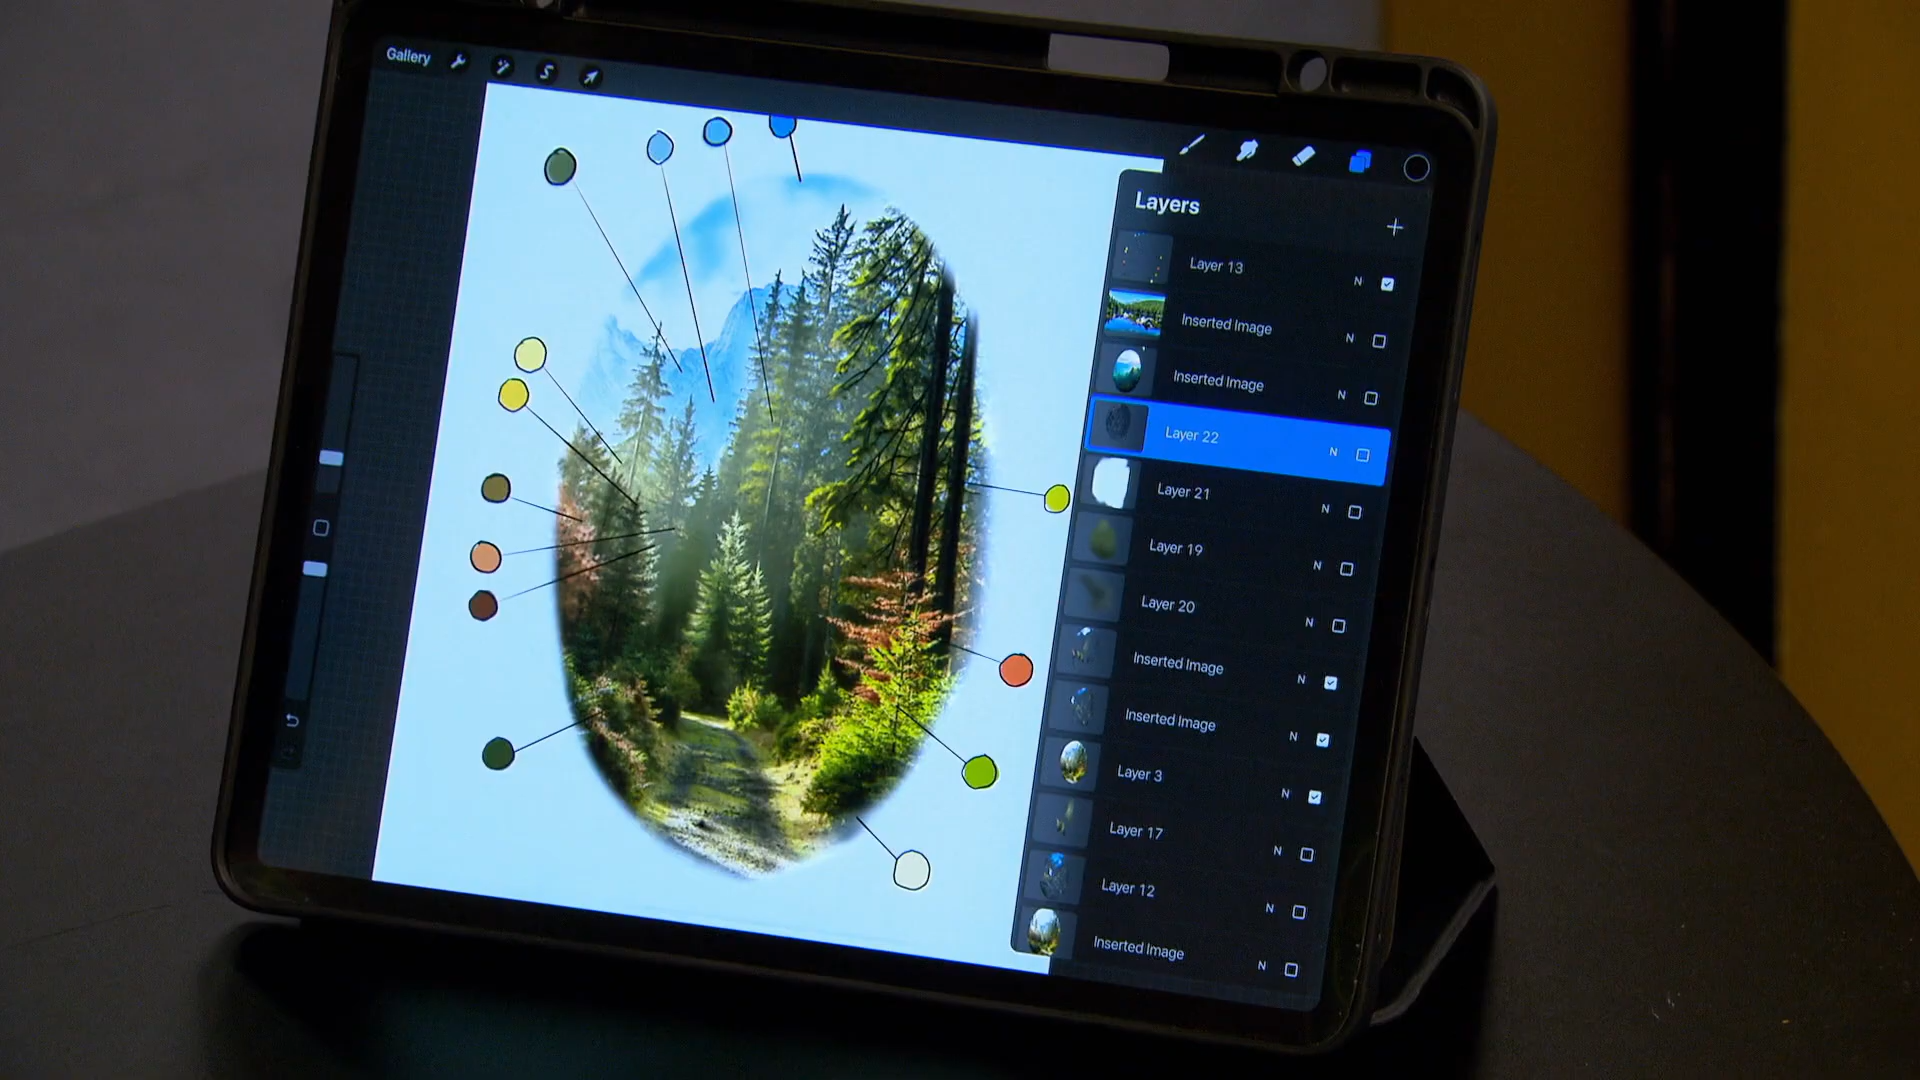 Gallery
Layers
Layer 13 N
Inserted Image N
Inserted Image N
Layer 22 N
Layer 21 N
Layer 19 N
Layer 20 N
Inserted Image N
Inserted Image N
Layer 3 N
Layer 17 N
Layer 12 N
Inserted Image N